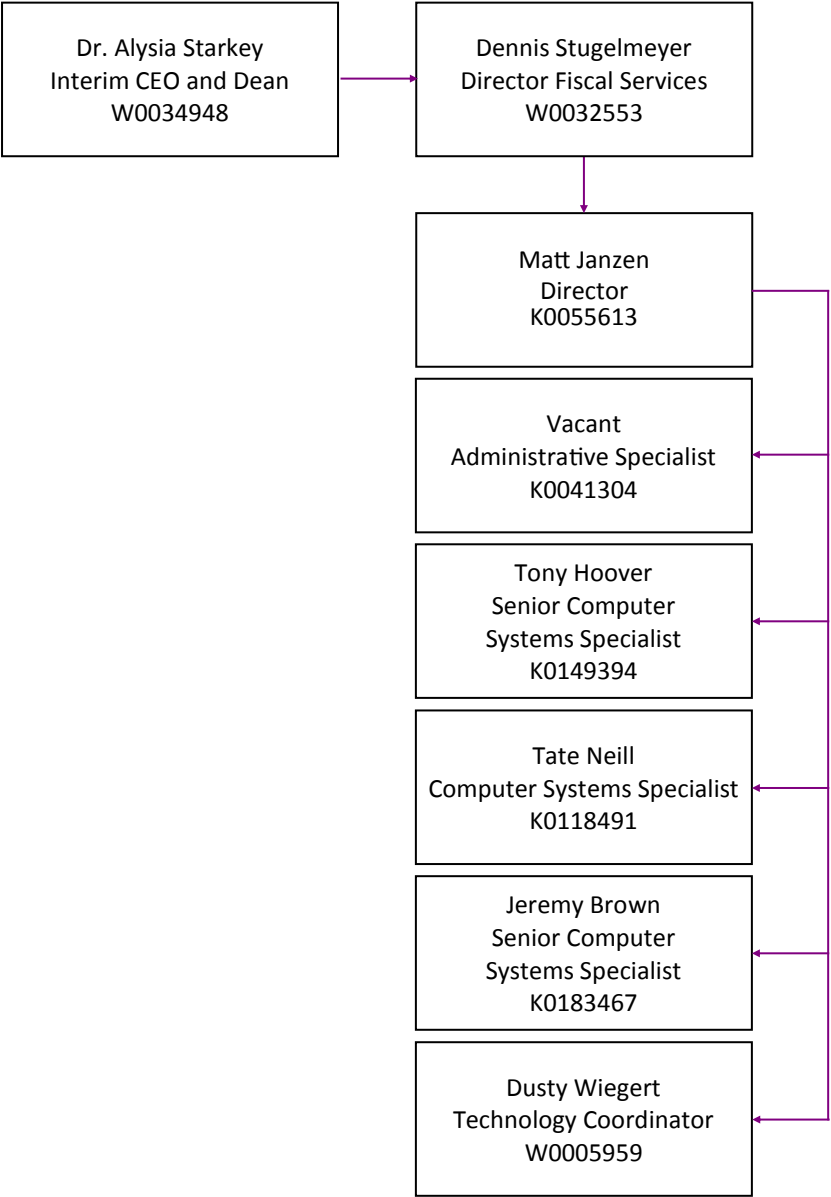 Dr. Alysia Starkey
Interim CEO and Dean
W0034948
Dennis Stugelmeyer
Director Fiscal Services
W0032553
Matt Janzen
Director
K0055613
Vacant
Administrative Specialist
K0041304
Tony Hoover
Senior Computer
Systems Specialist
K0149394
Tate Neill
Computer Systems Specialist
K0118491
Jeremy Brown
Senior Computer
Systems Specialist
K0183467
Dusty Wiegert
Technology Coordinator
W0005959